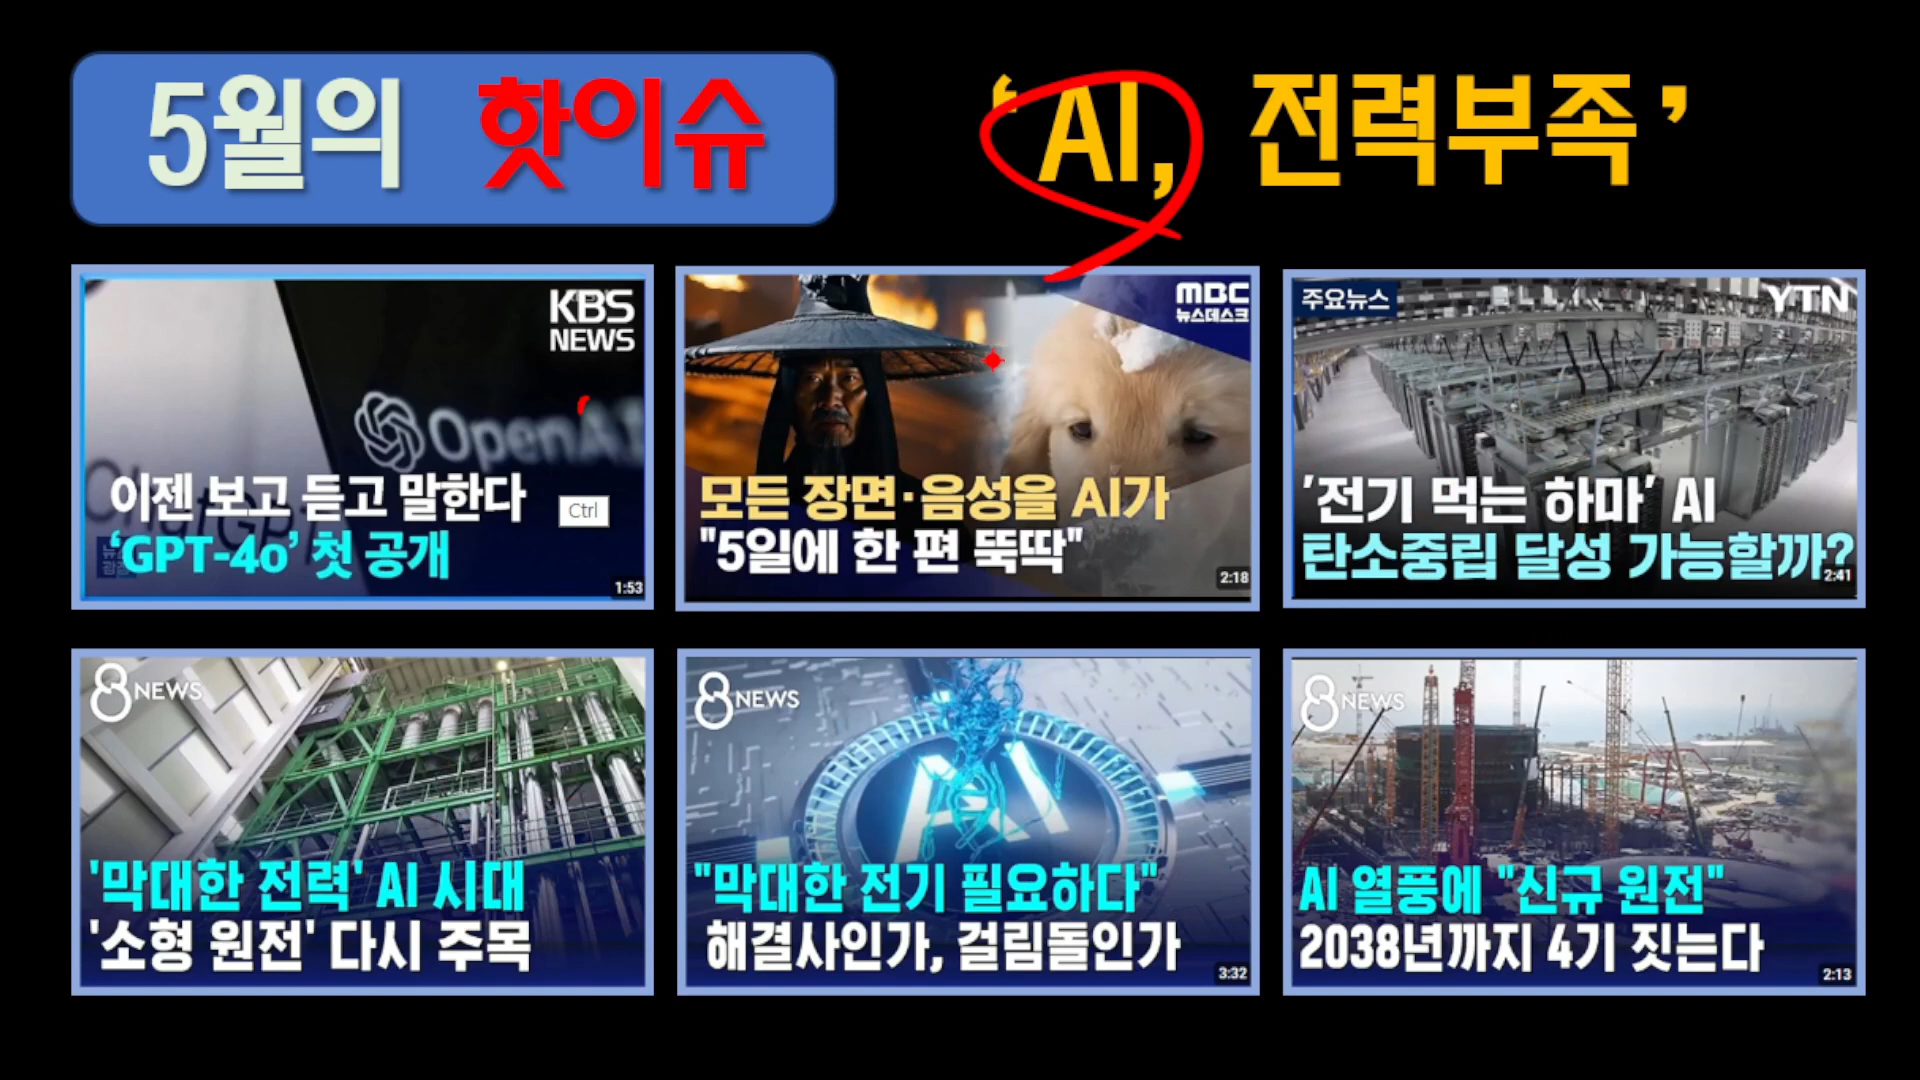 5월의 핫이슈
‘ AI, 전력부족 ’
KBS
NEWS
OpenAI
이젠 보고 듣고 말한다
Ctrl
‘GPT-4o’ 첫 공개
1:53
MBC
뉴스데스크
모든 장면·음성을 AI가
"5일에 한 편 뚝딱"
2:18
주요뉴스
YTN
'전기 먹는 하마' AI
탄소중립 달성 가능할까?
2:41
8 NEWS
'막대한 전력' AI 시대
'소형 원전' 다시 주목
8 NEWS
AI
"막대한 전기 필요하다"
해결사인가, 걸림돌인가
3:32
8 NEWS
AI 열풍에 "신규 원전"
2038년까지 4기 짓는다
2:13